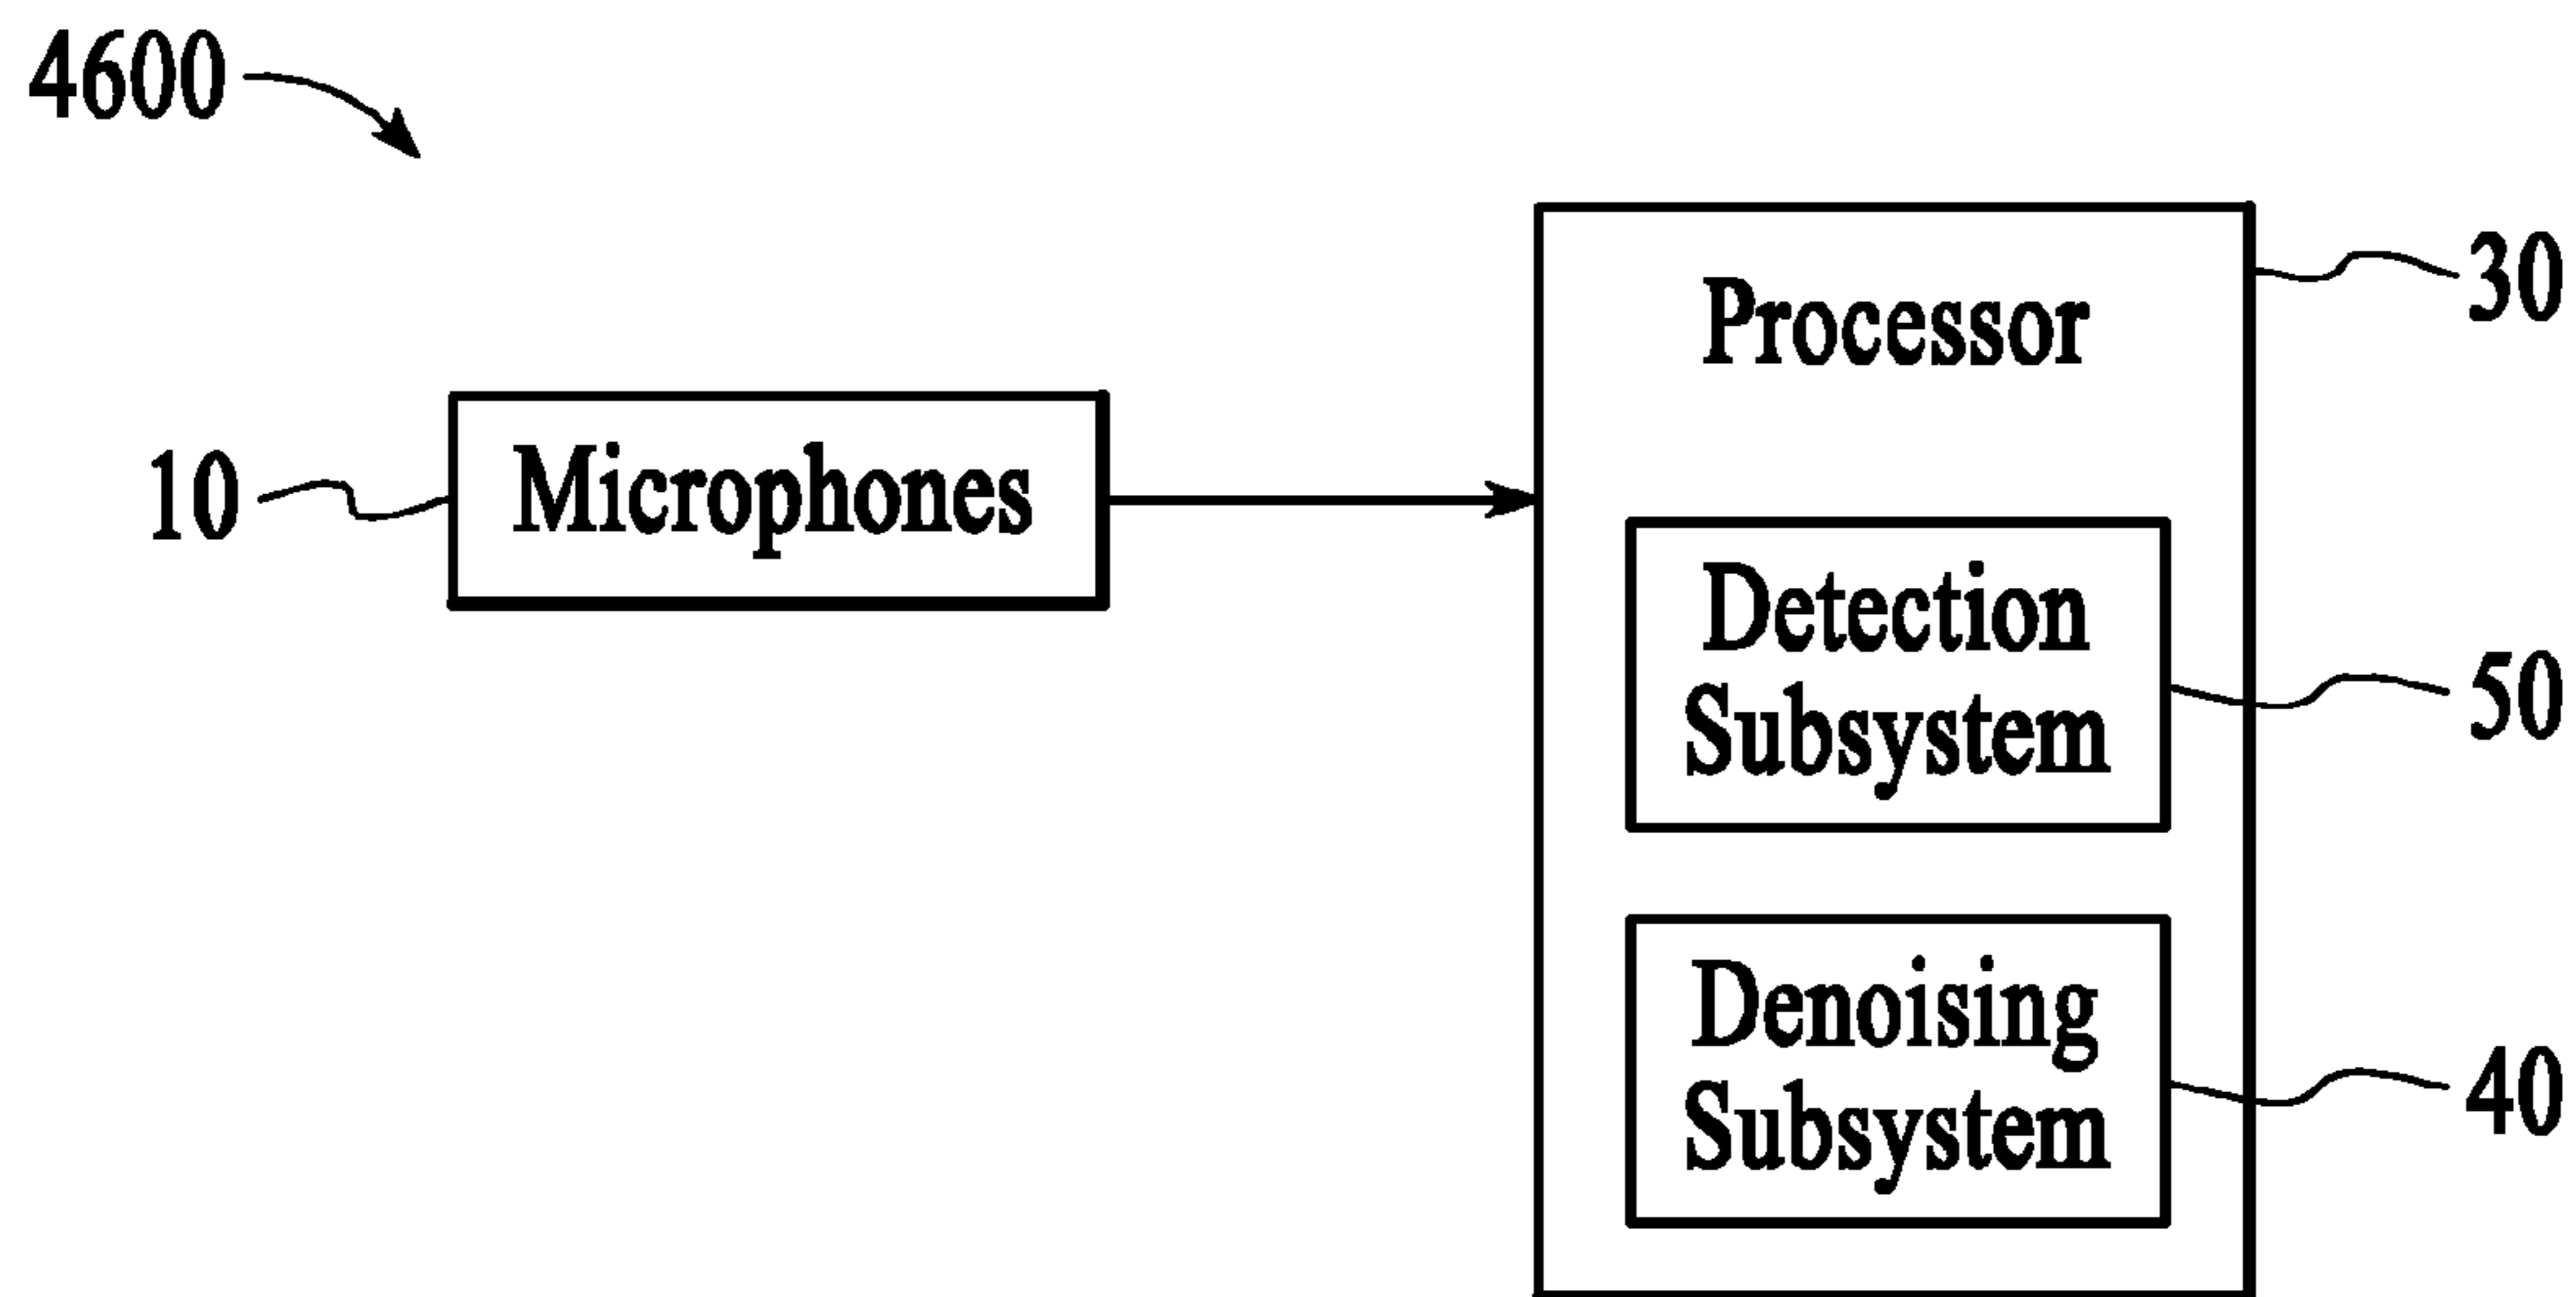 4600
Processor
30
10
Microphones
Detection
Subsystem
50
Denoising
Subsystem
40